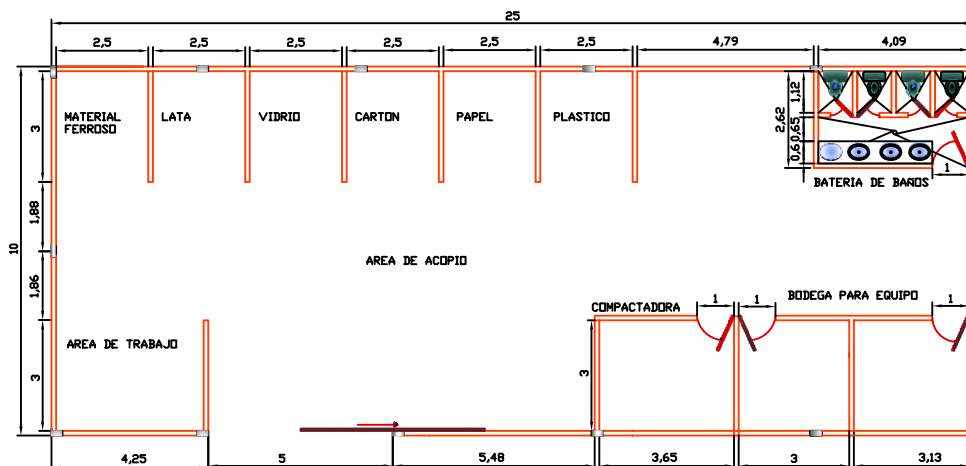 25
2,5
2,5
2,5
2,5
2,5
2,5
4,79
4,09
MATERIAL
FERROSO
LATA
VIDRIO
CARTON
PAPEL
PLASTICO
3
1,12
2,62
0,65
0,6
1
BATERIA DE BAÑOS
1,88
10
1,86
AREA DE ACOPIO
COMPACTADORA
1
1
BODEGA PARA EQUIPO
1
AREA DE TRABAJO
3
3
4,25
5
5,48
3,65
3
3,13